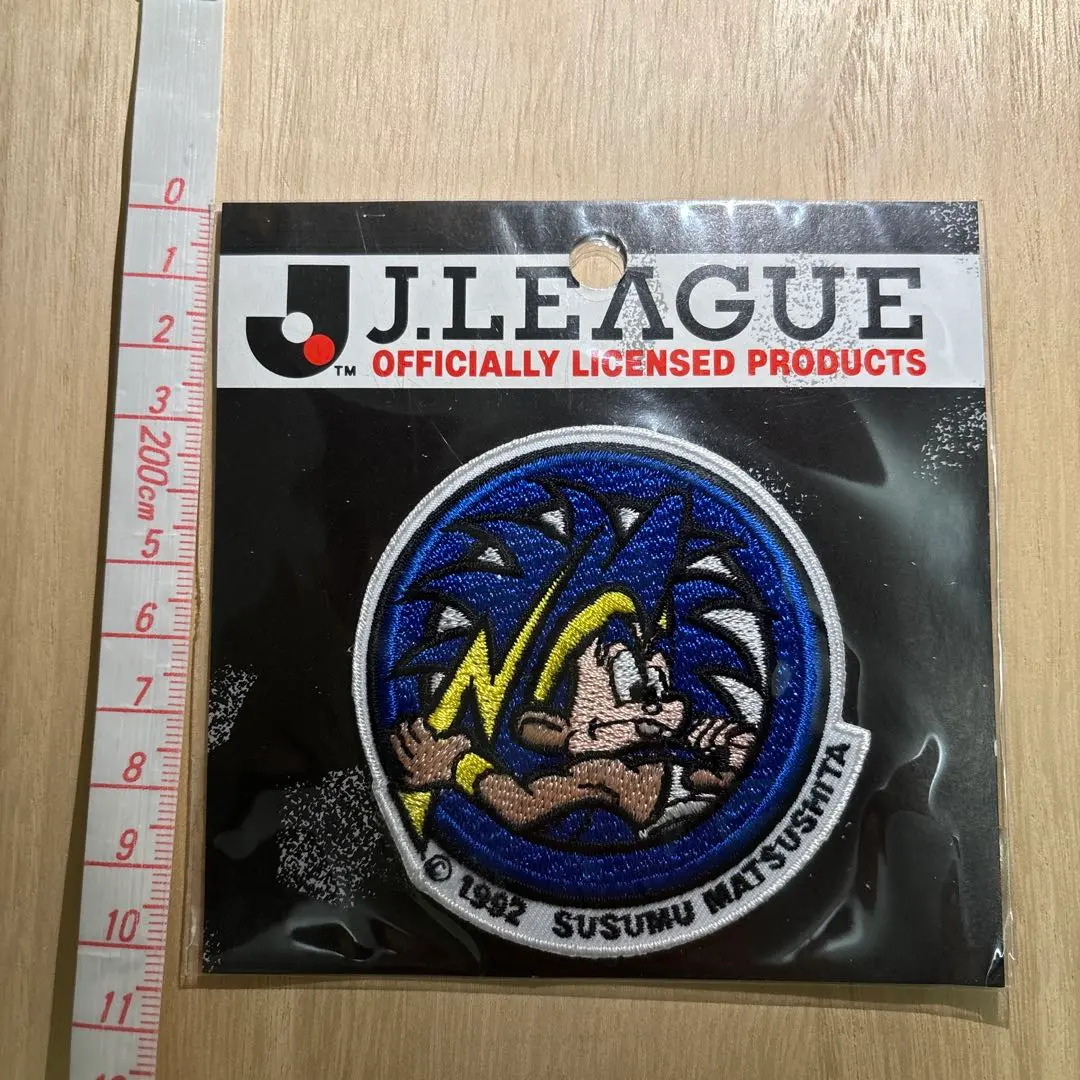 J.LEAGUE
TM
OFFICIALLY LICENSED PRODUCTS
© 1992 SUSUMU MATSUSHITA
0
1
2
3
200cm
5
6
7
8
9
10
11